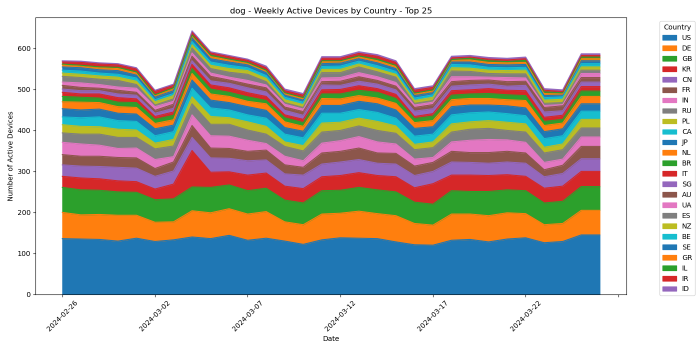 dog - Weekly Active Devices by Country - Top 25
Number of Active Devices
600
500
400
300
200
100
0
2024-02-26
2024-03-02
2024-03-07
2024-03-12
2024-03-17
2024-03-22
Date
Country
US
DE
GB
KR
CN
FR
IN
RU
PL
CA
JP
NL
BR
IT
SG
AU
UA
ES
NZ
BE
SE
GR
IL
IR
ID